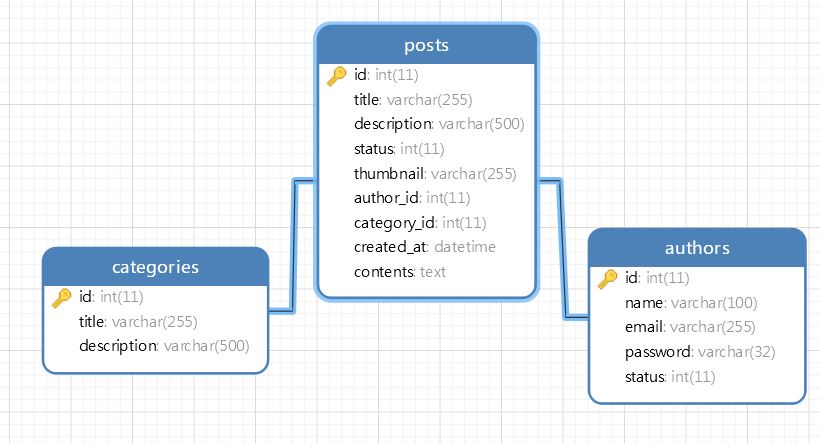 posts
id: int(11)
title: varchar(255)
description: varchar(500)
status: int(11)
thumbnail: varchar(255)
author_id: int(11)
category_id: int(11)
created_at: datetime
contents: text
categories
id: int(11)
title: varchar(255)
description: varchar(500)
authors
id: int(11)
name: varchar(100)
email: varchar(255)
password: varchar(32)
status: int(11)